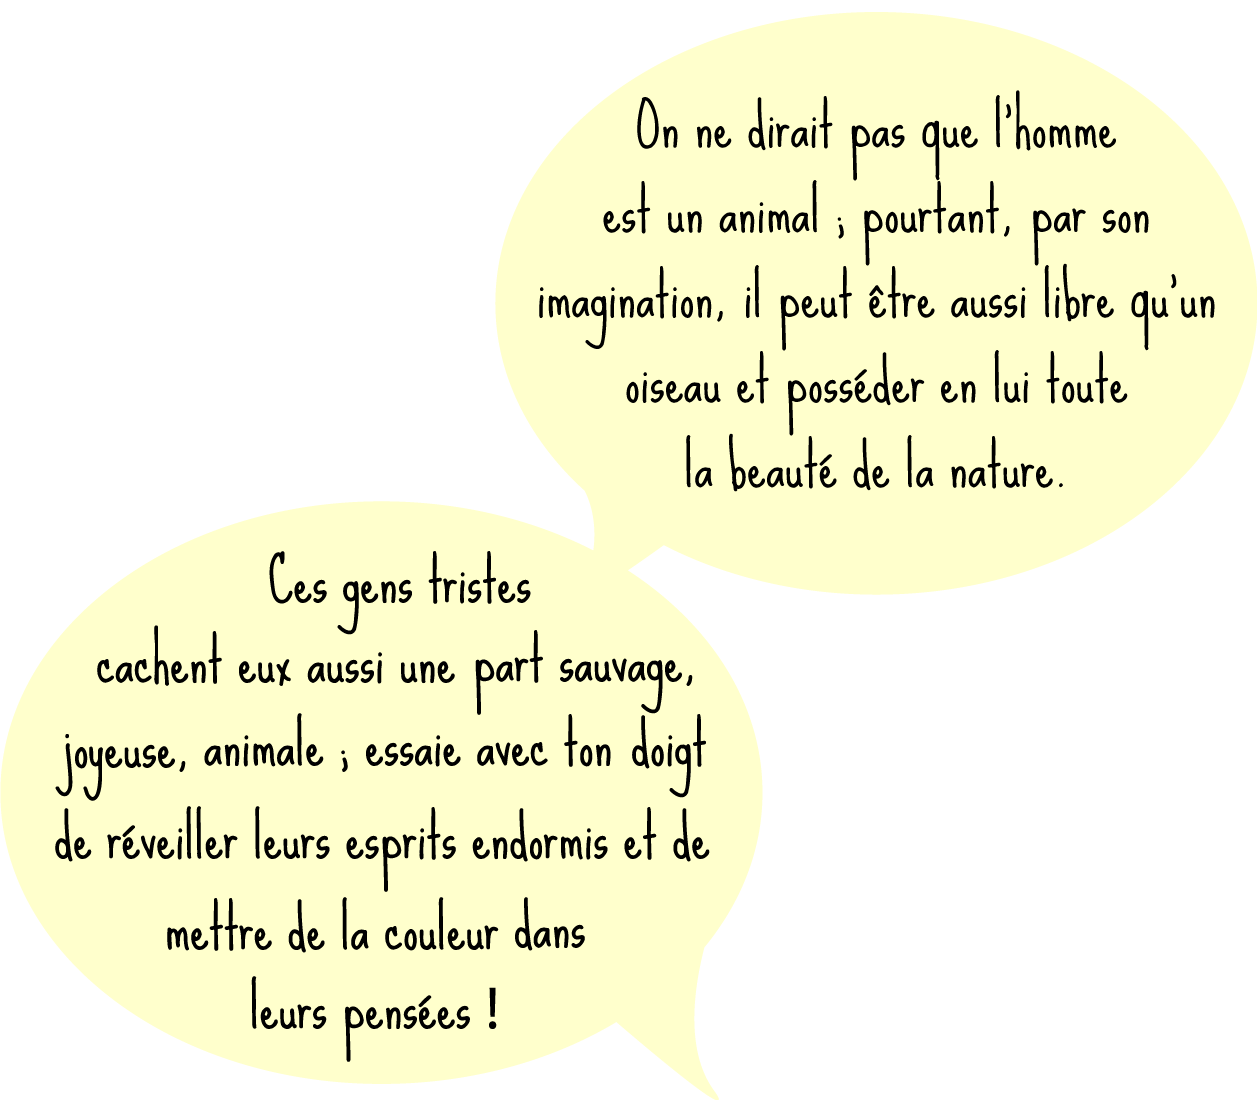 On ne dirait pas que l'homme
est un animal ; pourtant, par son
imagination, il peut être aussi libre qu'un
oiseau et posséder en lui toute
la beauté de la nature.
Ces gens tristes
cachent eux aussi une part sauvage,
joyeuse, animale ; essaie avec ton doigt
de réveiller leurs esprits endormis et de
mettre de la couleur dans
leurs pensées !